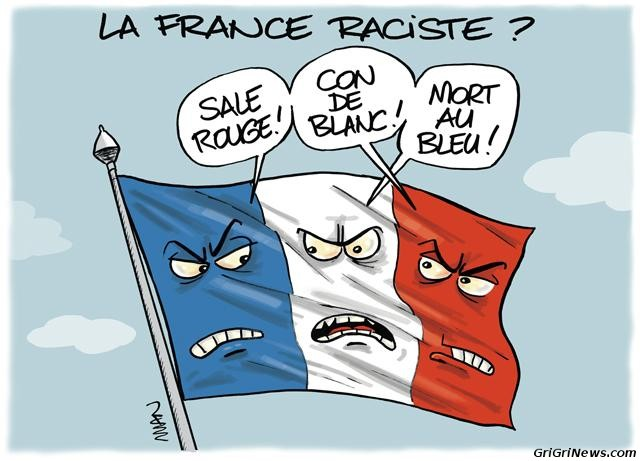 LA FRANCE RACISTE ?
SALE
ROUGE !
CON
DE
BLANC !
MORT
AU
BLEU !
GriGriNews.com